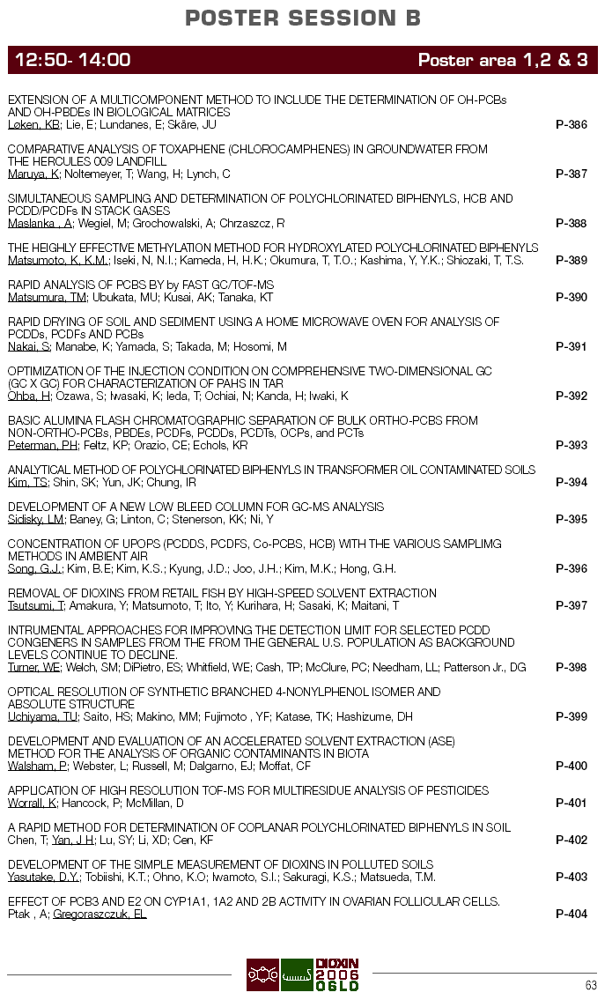 POSTER SESSION B
12:50- 14:00 Poster area 1,2 & 3
EXTENSION OF A MULTICOMPONENT METHOD TO INCLUDE THE DETERMINATION OF OH-PCBs
AND OH-PBDEs IN BIOLOGICAL MATRICES
Løken, KB; Lie, E; Lundanes, E; Skåre, JU P-386
COMPARATIVE ANALYSIS OF TOXAPHENE (CHLOROCAMPHENES) IN GROUNDWATER FROM
THE HERCULES 009 LANDFILL
Maruya, K; Noltemeyer, T; Wang, H; Lynch, C P-387
SIMULTANEOUS SAMPLING AND DETERMINATION OF POLYCHLORINATED BIPHENYLS, HCB AND
PCDD/PCDFs IN STACK GASES
Maslanka , A; Wegiel, M; Grochowalski, A; Chrzaszcz, R P-388
THE HEIGHLY EFFECTIVE METHYLATION METHOD FOR HYDROXYLATED POLYCHLORINATED BIPHENYLS
Matsumoto, K, K.M.; Iseki, N, N.I.; Kameda, H, H.K.; Okumura, T, T.O.; Kashima, Y, Y.K.; Shiozaki, T, T.S. P-389
RAPID ANALYSIS OF PCBS BY by FAST GC/TOF-MS
Matsumura, TM; Ubukata, MU; Kusai, AK; Tanaka, KT P-390
RAPID DRYING OF SOIL AND SEDIMENT USING A HOME MICROWAVE OVEN FOR ANALYSIS OF
PCDDs, PCDFs AND PCBs
Nakai, S; Manabe, K; Yamada, S; Takada, M; Hosomi, M P-391
OPTIMIZATION OF THE INJECTION CONDITION ON COMPREHENSIVE TWO-DIMENSIONAL GC
(GC X GC) FOR CHARACTERIZATION OF PAHS IN TAR
Ohba, H; Ozawa, S; Iwasaki, K; Ieda, T; Ochiai, N; Kanda, H; Iwaki, K P-392
BASIC ALUMINA FLASH CHROMATOGRAPHIC SEPARATION OF BULK ORTHO-PCBS FROM
NON-ORTHO-PCBs, PBDEs, PCDFs, PCDDs, PCDTs, OCPs, and PCTs
Peterman, PH; Feltz, KP; Orazio, CE; Echols, KR P-393
ANALYTICAL METHOD OF POLYCHLORINATED BIPHENYLS IN TRANSFORMER OIL CONTAMINATED SOILS
Kim, TS; Shin, SK; Yun, JK; Chung, IR P-394
DEVELOPMENT OF A NEW LOW BLEED COLUMN FOR GC-MS ANALYSIS
Sidisky, LM; Baney, G; Linton, C; Stenerson, KK; Ni, Y P-395
CONCENTRATION OF UPOPS (PCDDS, PCDFS, Co-PCBS, HCB) WITH THE VARIOUS SAMPLIMG
METHODS IN AMBIENT AIR
Song, G.J.; Kim, B.E; Kim, K.S.; Kyung, J.D.; Joo, J.H.; Kim, M.K.; Hong, G.H. P-396
REMOVAL OF DIOXINS FROM RETAIL FISH BY HIGH-SPEED SOLVENT EXTRACTION
Tsutsumi, T; Amakura, Y; Matsumoto, T; Ito, Y; Kurihara, H; Sasaki, K; Maitani, T P-397
INTRUMENTAL APPROACHES FOR IMPROVING THE DETECTION LIMIT FOR SELECTED PCDD
CONGENERS IN SAMPLES FROM THE FROM THE GENERAL U.S. POPULATION AS BACKGROUND
LEVELS CONTINUE TO DECLINE.
Turner, WE; Welch, SM; DiPietro, ES; Whitfield, WE; Cash, TP; McClure, PC; Needham, LL; Patterson Jr., DG P-398
OPTICAL RESOLUTION OF SYNTHETIC BRANCHED 4-NONYLPHENOL ISOMER AND
ABSOLUTE STRUCTURE
Uchiyama, TU; Saito, HS; Makino, MM; Fujimoto , YF; Katase, TK; Hashizume, DH P-399
DEVELOPMENT AND EVALUATION OF AN ACCELERATED SOLVENT EXTRACTION (ASE)
METHOD FOR THE ANALYSIS OF ORGANIC CONTAMINANTS IN BIOTA
Walsham, P; Webster, L; Russell, M; Dalgarno, EJ; Moffat, CF P-400
APPLICATION OF HIGH RESOLUTION TOF-MS FOR MULTIRESIDUE ANALYSIS OF PESTICIDES
Worrall, K; Hancock, P; McMillan, D P-401
A RAPID METHOD FOR DETERMINATION OF COPLANAR POLYCHLORINATED BIPHENYLS IN SOIL
Chen, T; Yan, J H; Lu, SY; Li, XD; Cen, KF P-402
DEVELOPMENT OF THE SIMPLE MEASUREMENT OF DIOXINS IN POLLUTED SOILS
Yasutake, D.Y.; Tobiishi, K.T.; Ohno, K.O; Iwamoto, S.I.; Sakuragi, K.S.; Matsueda, T.M. P-403
EFFECT OF PCB3 AND E2 ON CYP1A1, 1A2 AND 2B ACTIVITY IN OVARIAN FOLLICULAR CELLS.
Ptak , A; Gregoraszczuk, EL P-404
DIOXIN
2006
OSLO
63